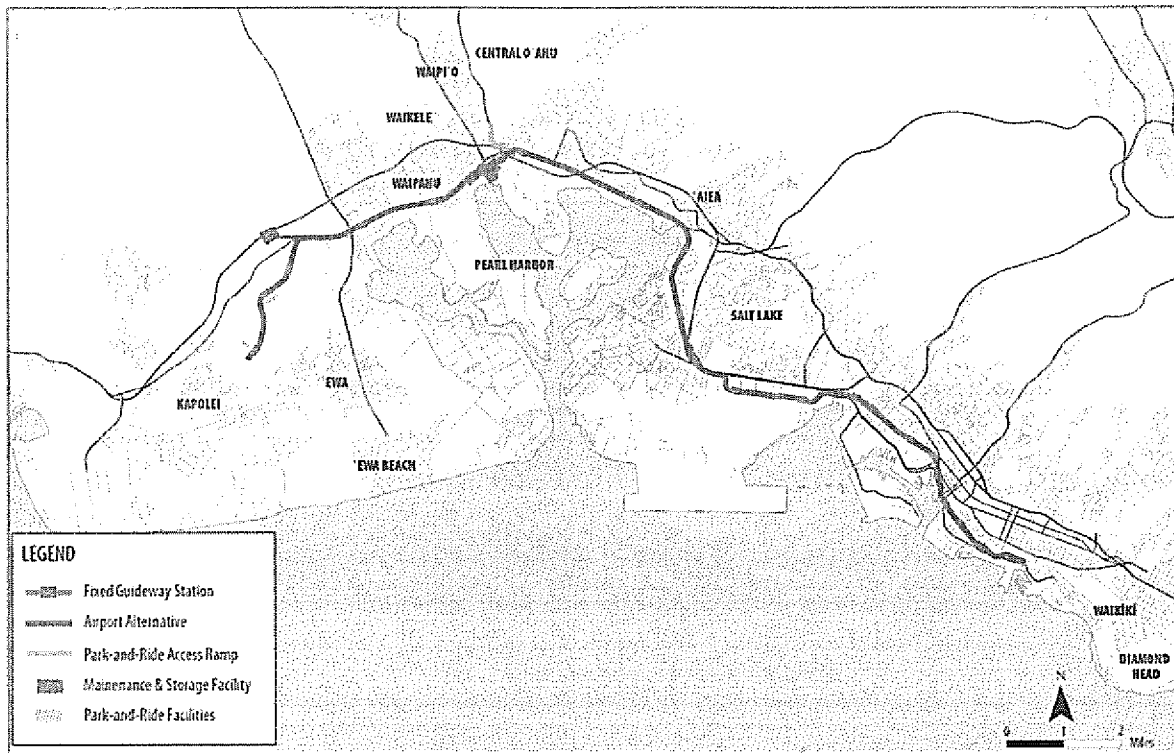 CENTRAL O'AHU
WAIPI'O
WAIKELE
WAIPAHU
'AIEA
PEARL HARBOR
SALT LAKE
KAPOLEI
EWA
'EWA BEACH
LEGEND
Fixed Guideway Station
Airport Alternative
Park-and-Ride Access Ramp
Maintenance & Storage Facility
Park-and-Ride Facilities
WAIKĪKĪ
DIAMOND
HEAD
N
0 1 2
Miles